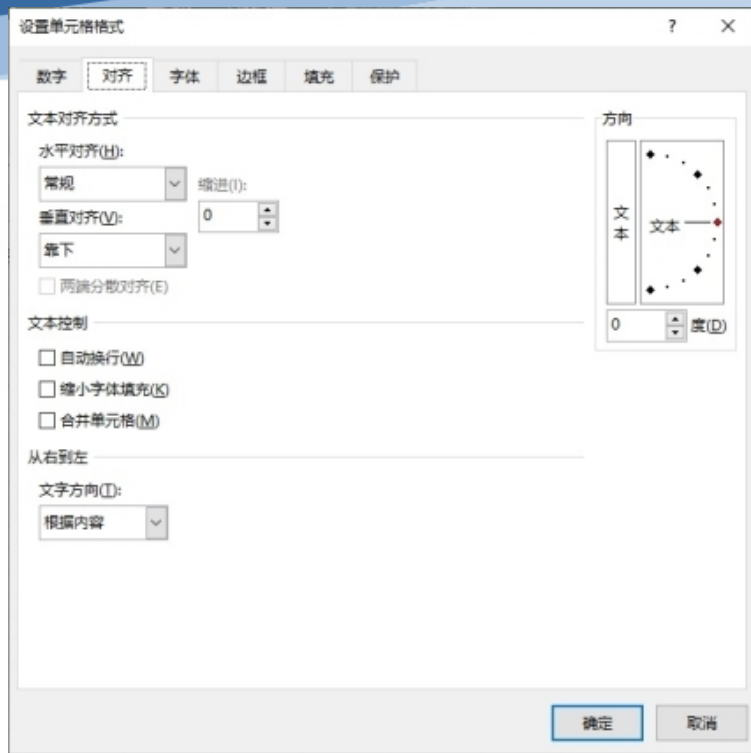 设置单元格格式 ? ×
数字 对齐 字体 边框 填充 保护
文本对齐方式
水平对齐(H):
常规
缩进(I):
0
垂直对齐(V):
靠下
两端分散对齐(E)
文本控制
自动换行(W)
缩小字体填充(K)
合并单元格(M)
从右到左
文字方向(T):
根据内容
方向
文本
文本
0 度(D)
确定 取消